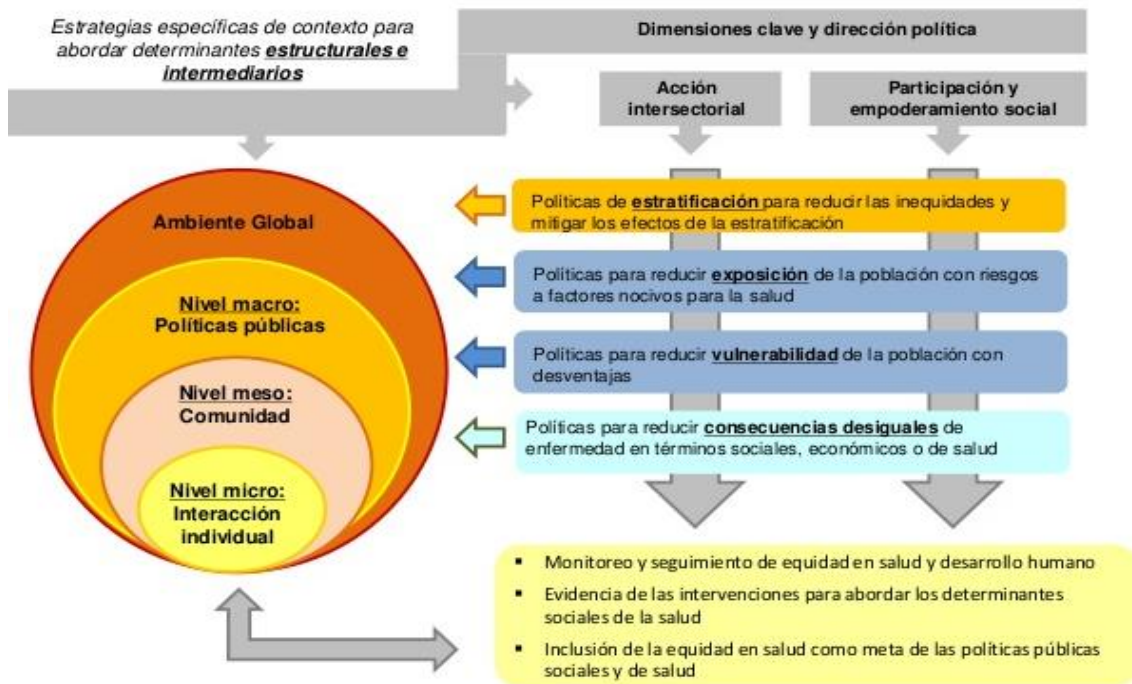 Estrategias específicas de contexto para
abordar determinantes estructurales e
intermediarios
Dimensiones clave y dirección política
Acción
intersectorial
Participación y
empoderamiento social
Ambiente Global
Nivel macro:
Políticas públicas
Nivel meso:
Comunidad
Nivel micro:
Interacción
individual
Políticas de estratificación para reducir las inequidades y
mitigar los efectos de la estratificación
Políticas para reducir exposición de la población con riesgos
a factores nocivos para la salud
Políticas para reducir vulnerabilidad de la población con
desventajas
Políticas para reducir consecuencias desiguales de
enfermedad en términos sociales, económicos o de salud
▪ Monitoreo y seguimiento de equidad en salud y desarrollo humano
▪ Evidencia de las intervenciones para abordar los determinantes
sociales de la salud
▪ Inclusión de la equidad en salud como meta de las políticas públicas
sociales y de salud